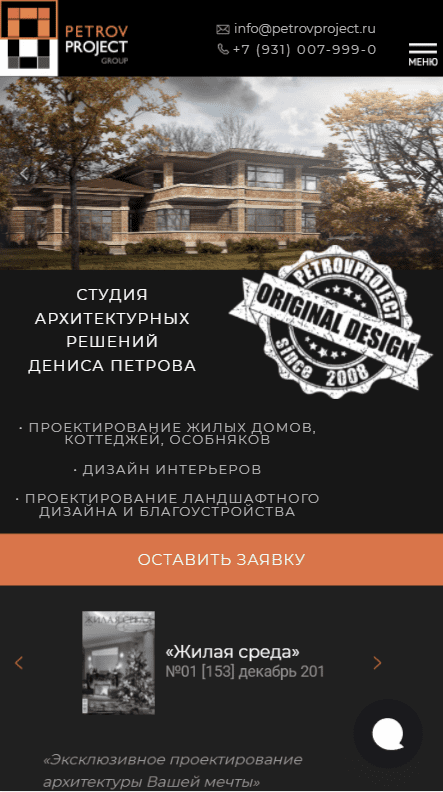 PETROV
PROJECT
GROUP
info@petrovproject.ru
+7 (931) 007-999-0
МЕНЮ
СТУДИЯ
АРХИТЕКТУРНЫХ
РЕШЕНИЙ
ДЕНИСА ПЕТРОВА
PETROVPROJECT
ORIGINAL DESIGN
Since 2008
• ПРОЕКТИРОВАНИЕ ЖИЛЫХ ДОМОВ,
КОТТЕДЖЕЙ, ОСОБНЯКОВ
• ДИЗАЙН ИНТЕРЬЕРОВ
• ПРОЕКТИРОВАНИЕ ЛАНДШАФТНОГО
ДИЗАЙНА И БЛАГОУСТРОЙСТВА
ОСТАВИТЬ ЗАЯВКУ
ЖИЛАЯ СРЕДА
«Жилая среда»
№01 [153] декабрь 201
«Эксклюзивное проектирование
архитектуры Вашей мечты»